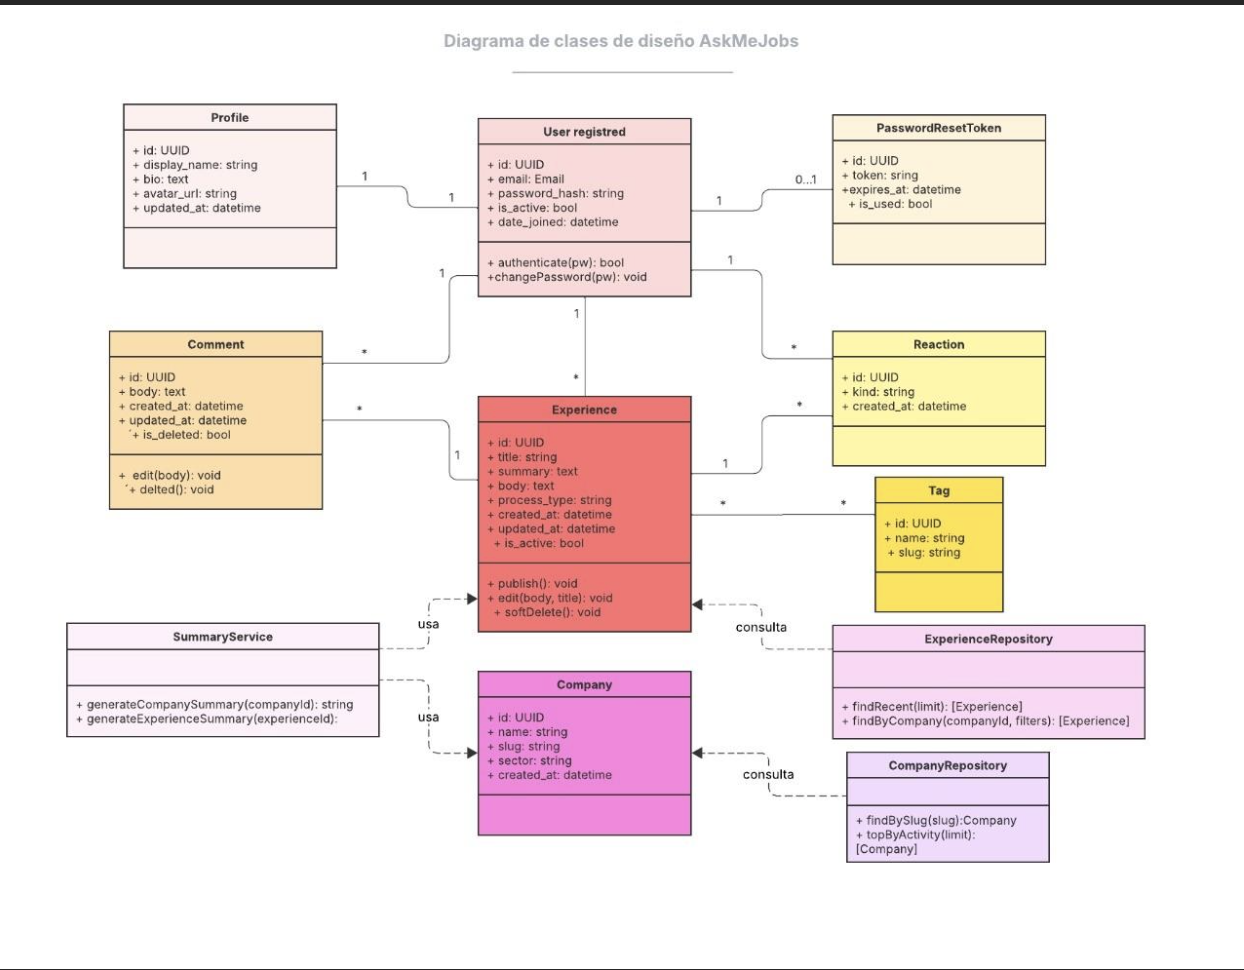 Diagrama de clases de diseño AskMeJobs
Profile
+ id: UUID
+ display_name: string
+ bio: text
+ avatar_url: string
+ updated_at: datetime
User registred
+ id: UUID
+ email: Email
+ password_hash: string
+ is_active: bool
+ date_joined: datetime
+ authenticate(pw): bool
+changePassword(pw): void
PasswordResetToken
+ id: UUID
+ token: sring
+expires_at: datetime
+ is_used: bool
1
1
1
0...1
1
*
1
*
1
*
Comment
+ id: UUID
+ body: text
+ created_at: datetime
+ updated_at: datetime
´+ is_deleted: bool
+ edit(body): void
´+ delted(): void
*
1
Experience
+ id: UUID
+ title: string
+ summary: text
+ body: text
+ process_type: string
+ created_at: datetime
+ updated_at: datetime
+ is_active: bool
+ publish(): void
+ edit(body, title): void
+ softDelete(): void
Reaction
+ id: UUID
+ kind: string
+ created_at: datetime
*
1
*
*
Tag
+ id: UUID
+ name: string
+ slug: string
SummaryService
+ generateCompanySummary(companyId): string
+ generateExperienceSummary(experienceId):
usa
usa
Company
+ id: UUID
+ name: string
+ slug: string
+ sector: string
+ created_at: datetime
consulta
ExperienceRepository
+ findRecent(limit): [Experience]
+ findByCompany(companyId, filters): [Experience]
consulta
CompanyRepository
+ findBySlug(slug):Company
+ topByActivity(limit):
[Company]